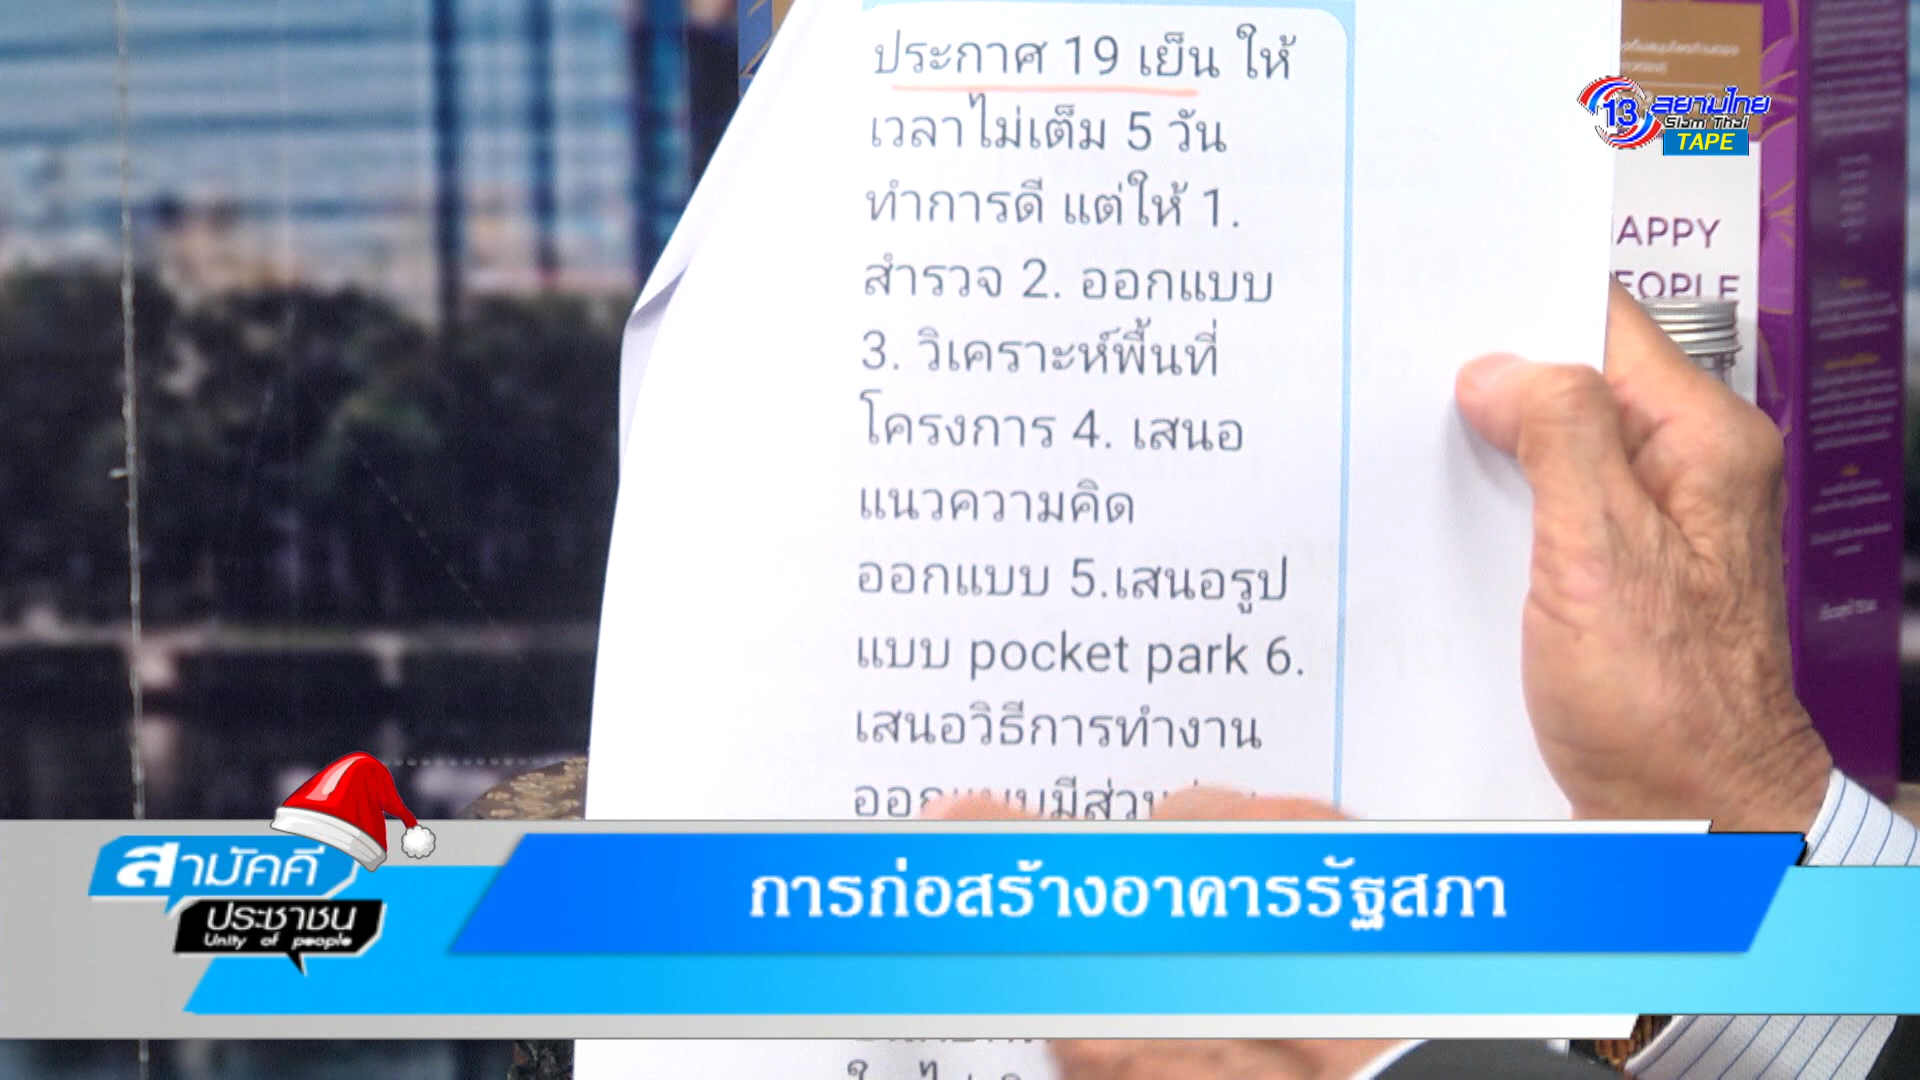 ประกาศ 19 เย็น ให้
เวลาไม่เต็ม 5 วัน
ทำการดี แต่ให้ 1.
สำรวจ 2. ออกแบบ
3. วิเคราะห์พื้นที่
โครงการ 4. เสนอ
แนวความคิด
ออกแบบ 5.เสนอรูป
แบบ pocket park 6.
เสนอวิธีการทำงาน
13 สยามไทย
Siam Thai
TAPE
APPY
EOPLE
สามัคคี
ประชาชน
Unity of people
การก่อสร้างอาคารรัฐสภา